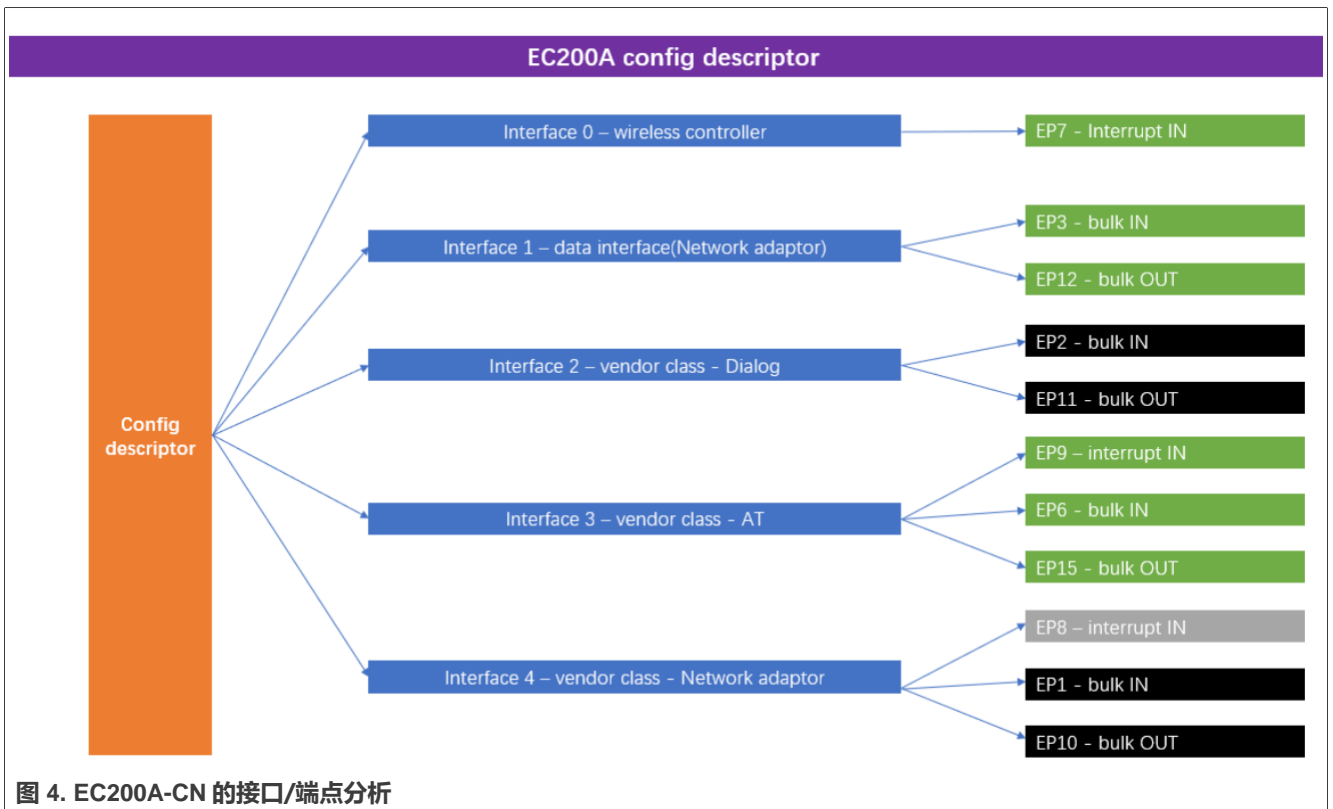 EC200A config descriptor
Config
descriptor
Interface 0 – wireless controller
EP7 - Interrupt IN
Interface 1 – data interface(Network adaptor)
EP3 - bulk IN
EP12 - bulk OUT
Interface 2 – vendor class - Dialog
EP2 - bulk IN
EP11 - bulk OUT
Interface 3 – vendor class - AT
EP9 – interrupt IN
EP6 - bulk IN
EP15 - bulk OUT
Interface 4 – vendor class - Network adaptor
EP8 – interrupt IN
EP1 - bulk IN
EP10 - bulk OUT
图 4. EC200A-CN 的接口/端点分析